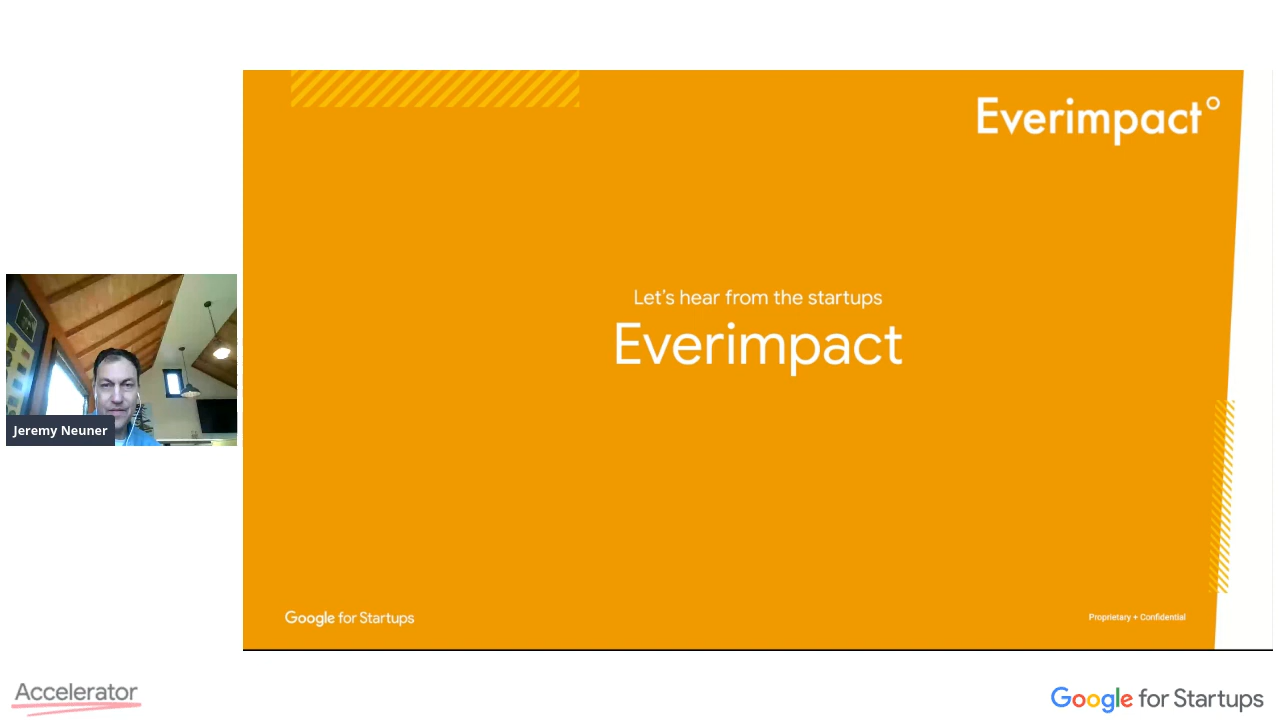 Everimpact°
Let's hear from the startups
Everimpact
Jeremy Neuner
Google for Startups
Proprietary + Confidential
Accelerator
Google for Startups